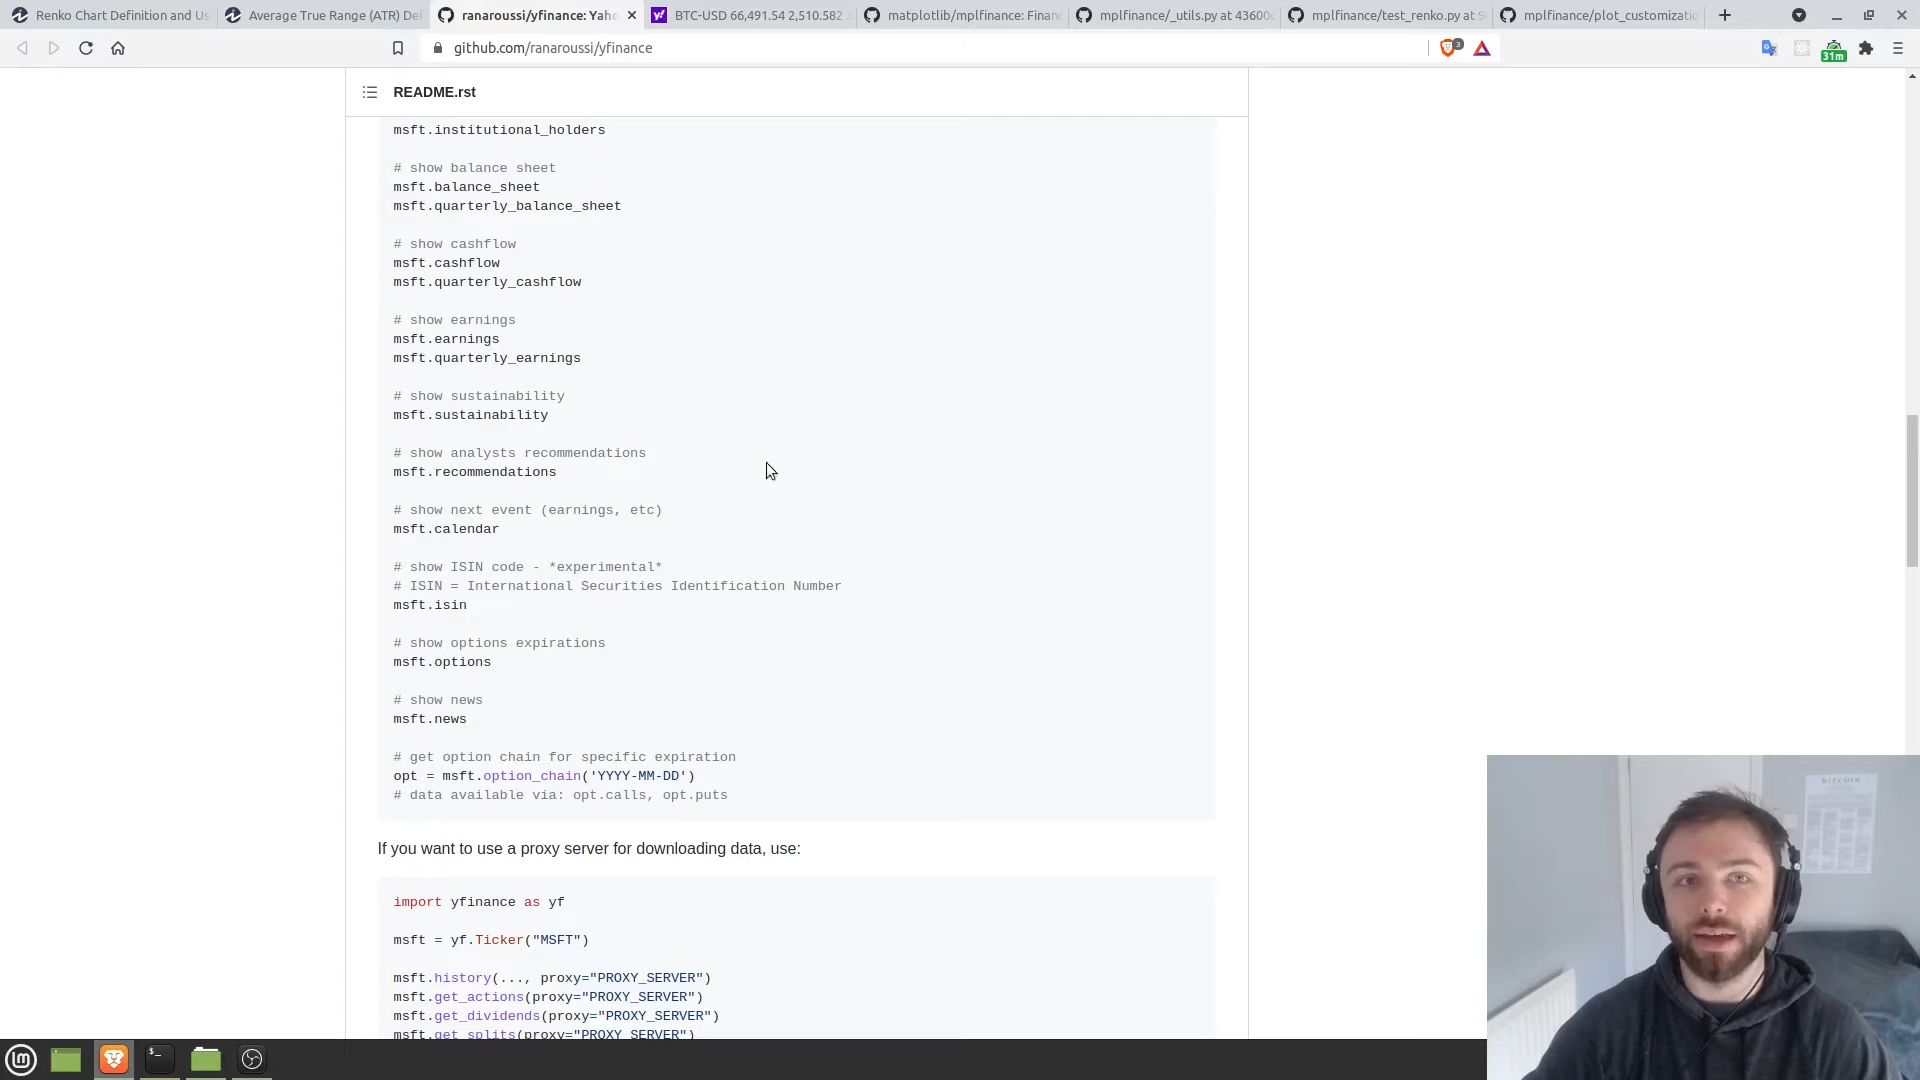 Renko Chart Definition and Us
Average True Range (ATR) Def
ranaroussi/yfinance: Yaho
BTC-USD 66,491.54 2,510.582
matplotlib/mplfinance: Finan
mplfinance/_utils.py at 43600
mplfinance/test_renko.py at 9
mplfinance/plot_customizatio
github.com/ranaroussi/yfinance
3
31m
README.rst
msft.institutional_holders
# show balance sheet
msft.balance_sheet
msft.quarterly_balance_sheet
# show cashflow
msft.cashflow
msft.quarterly_cashflow
# show earnings
msft.earnings
msft.quarterly_earnings
# show sustainability
msft.sustainability
# show analysts recommendations
msft.recommendations
# show next event (earnings, etc)
msft.calendar
# show ISIN code - *experimental*
# ISIN = International Securities Identification Number
msft.isin
# show options expirations
msft.options
# show news
msft.news
# get option chain for specific expiration
opt = msft.option_chain('YYYY-MM-DD')
# data available via: opt.calls, opt.puts
If you want to use a proxy server for downloading data, use:
import yfinance as yf
msft = yf.Ticker("MSFT")
msft.history(..., proxy="PROXY_SERVER")
msft.get_actions(proxy="PROXY_SERVER")
msft.get_dividends(proxy="PROXY_SERVER")
msft.get_splits(proxy="PROXY_SERVER")
BITCOIN